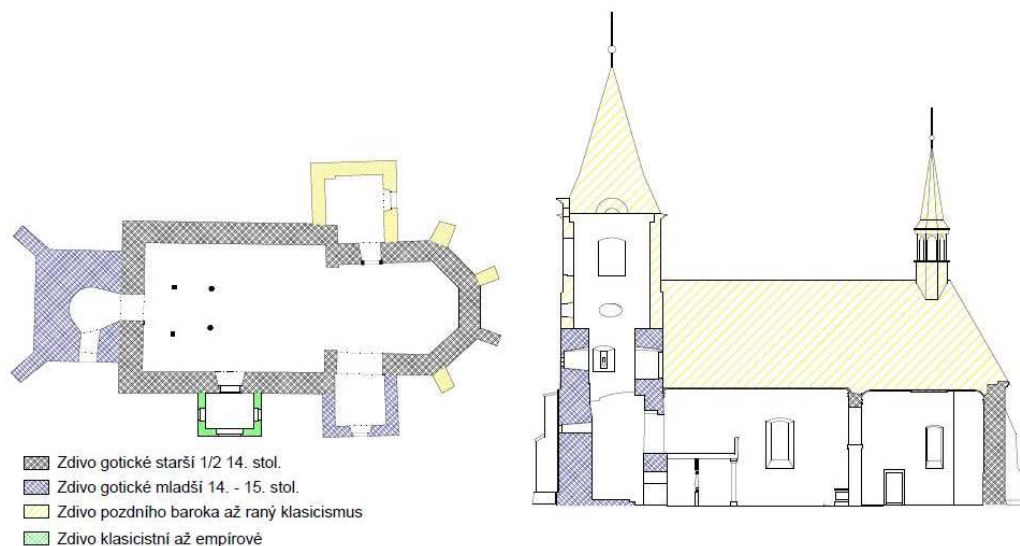 Zdivo gotické starší 1/2 14. stol.
Zdivo gotické mladší 14. - 15. stol.
Zdivo pozdního baroka až raný klasicismus
Zdivo klasicistní až empírové